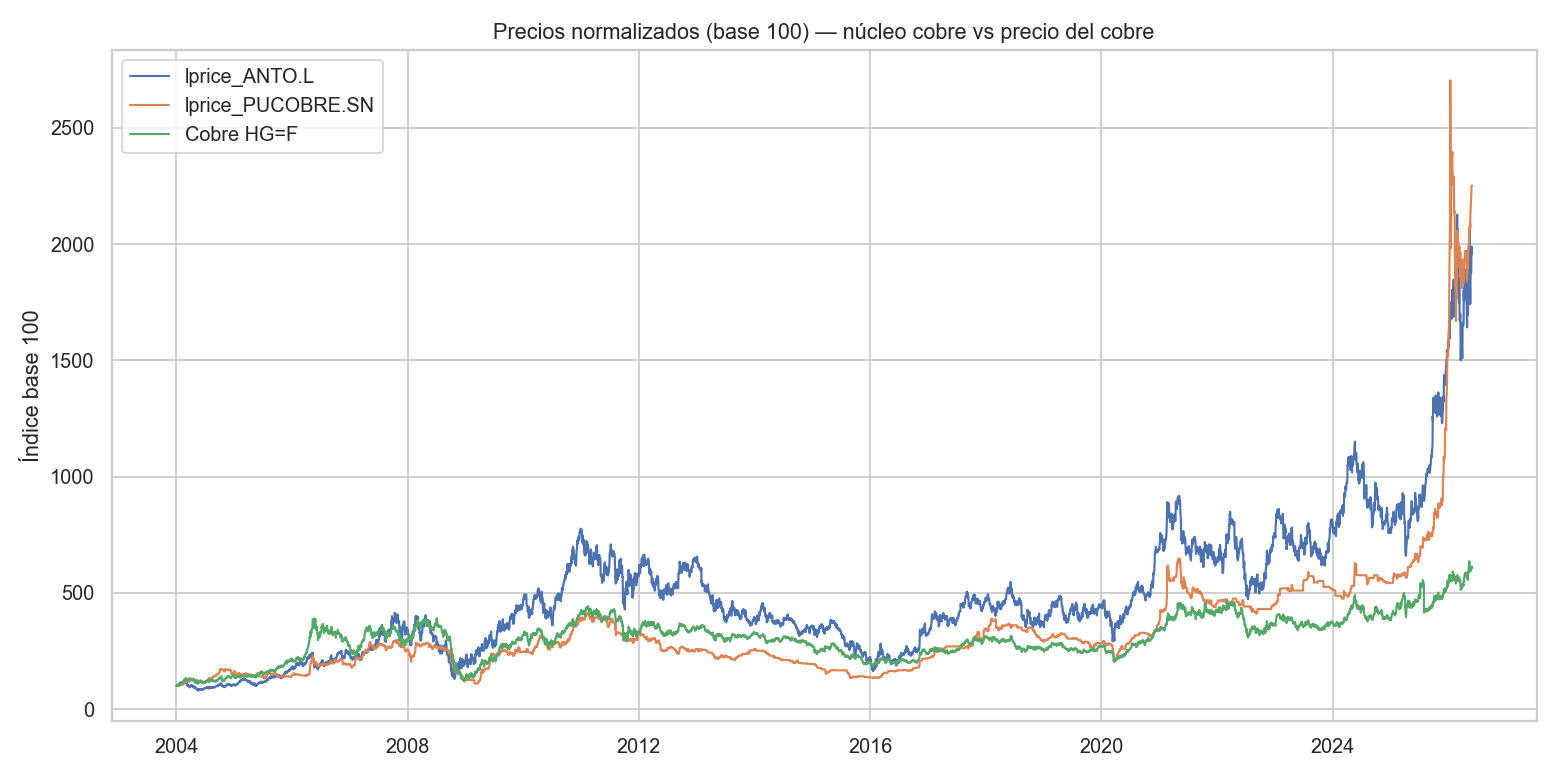 Precios normalizados (base 100) — núcleo cobre vs precio del cobre
lprice_ANTO.L
lprice_PUCOBRE.SN
Cobre HG=F
Índice base 100
2500
2000
1500
1000
500
0
2004
2008
2012
2016
2020
2024